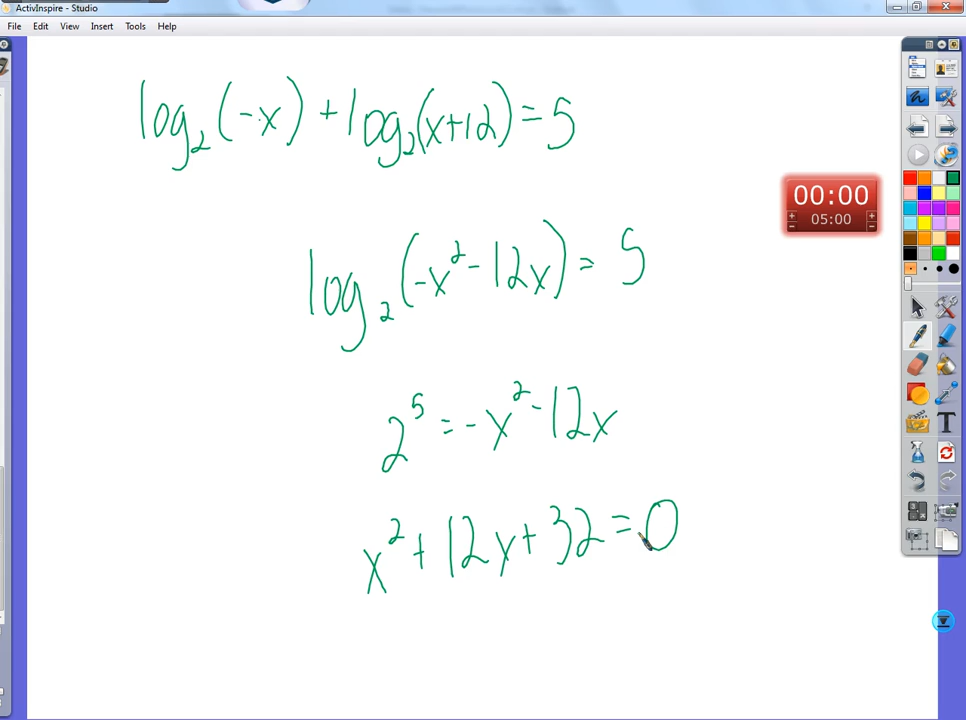 ActivInspire - Studio
File Edit View Insert Tools Help
log₂(-x) + log₂(x+12) = 5
00:00
05:00
log₂(-x² - 12x) = 5
2⁵ = -x² - 12x
x² + 12x + 32 = 0
T